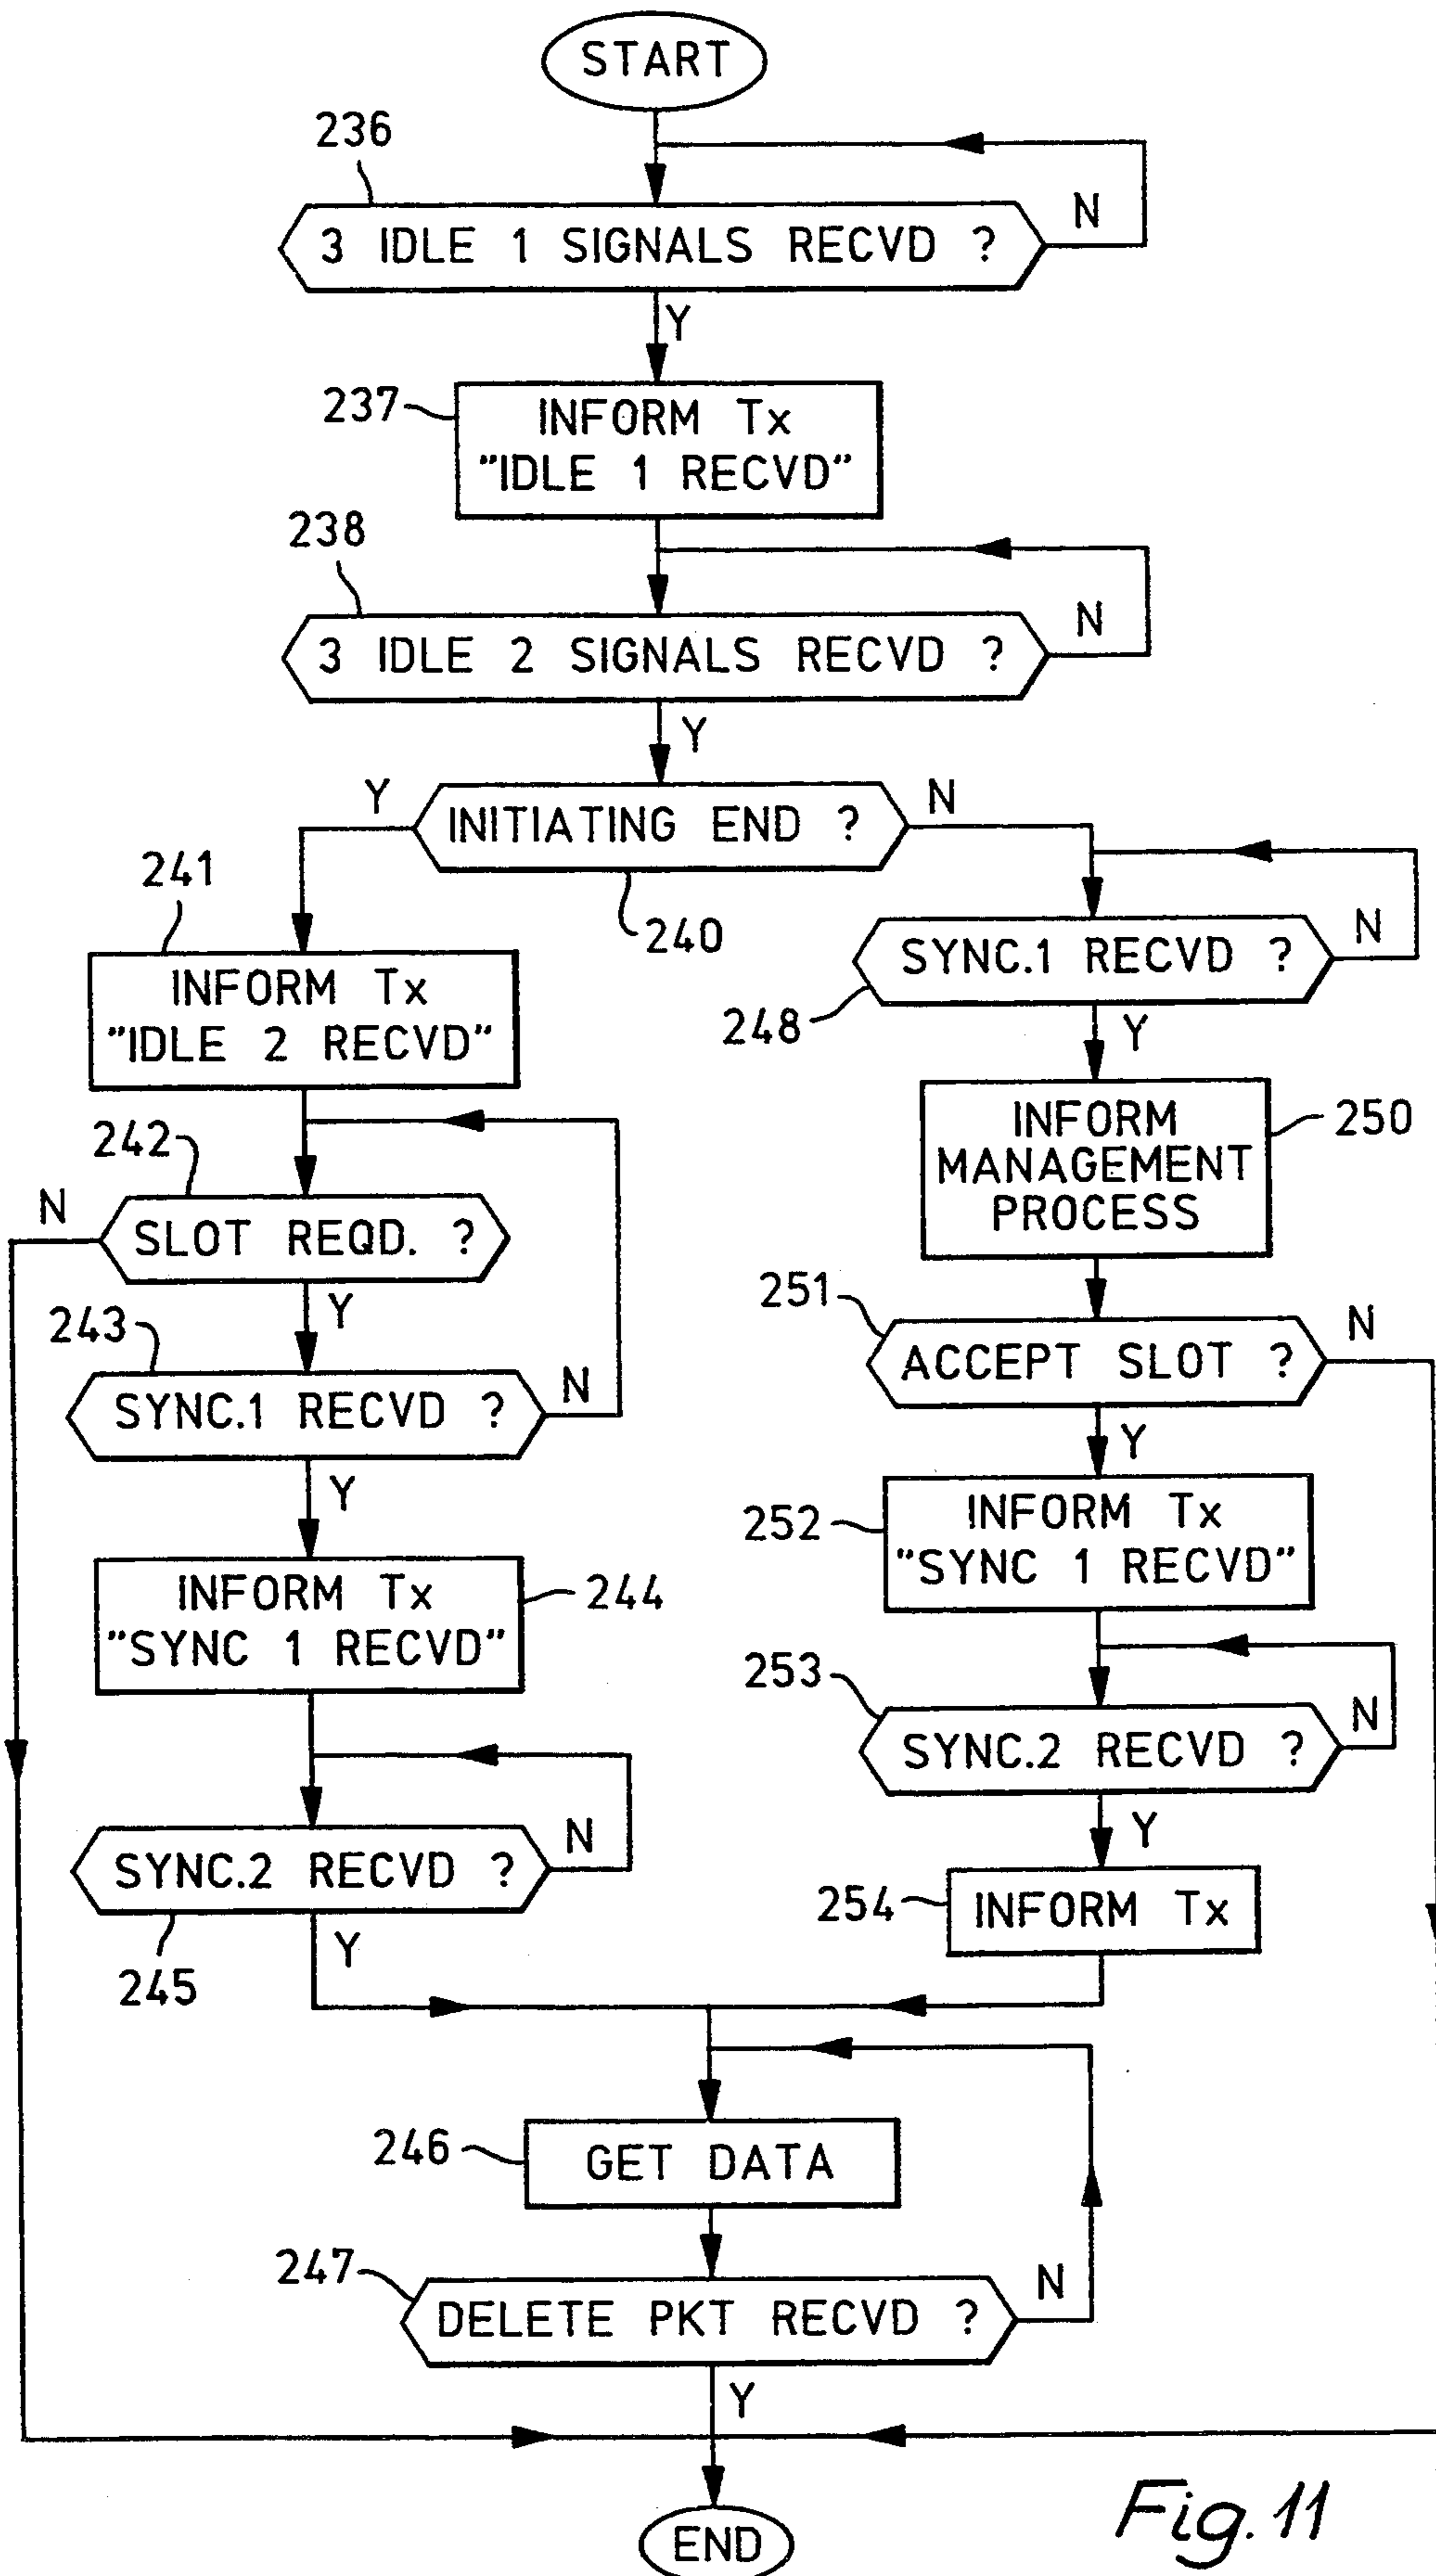 START
236
N
3 IDLE 1 SIGNALS RECVD ?
Y
237
INFORM Tx
"IDLE 1 RECVD"
238
N
3 IDLE 2 SIGNALS RECVD ?
Y
Y
N
INITIATING END ?
241
240
N
SYNC.1 RECVD ?
INFORM Tx
"IDLE 2 RECVD"
248
Y
242
INFORM
MANAGEMENT
PROCESS
250
N
SLOT REQD. ?
251
Y
N
243
ACCEPT SLOT ?
SYNC.1 RECVD ?
N
Y
Y
252
INFORM Tx
"SYNC 1 RECVD"
INFORM Tx
"SYNC 1 RECVD"
244
253
N
SYNC.2 RECVD ?
N
SYNC.2 RECVD ?
Y
254
INFORM Tx
Y
245
246
GET DATA
247
N
DELETE PKT RECVD ?
Y
END
Fig. 11